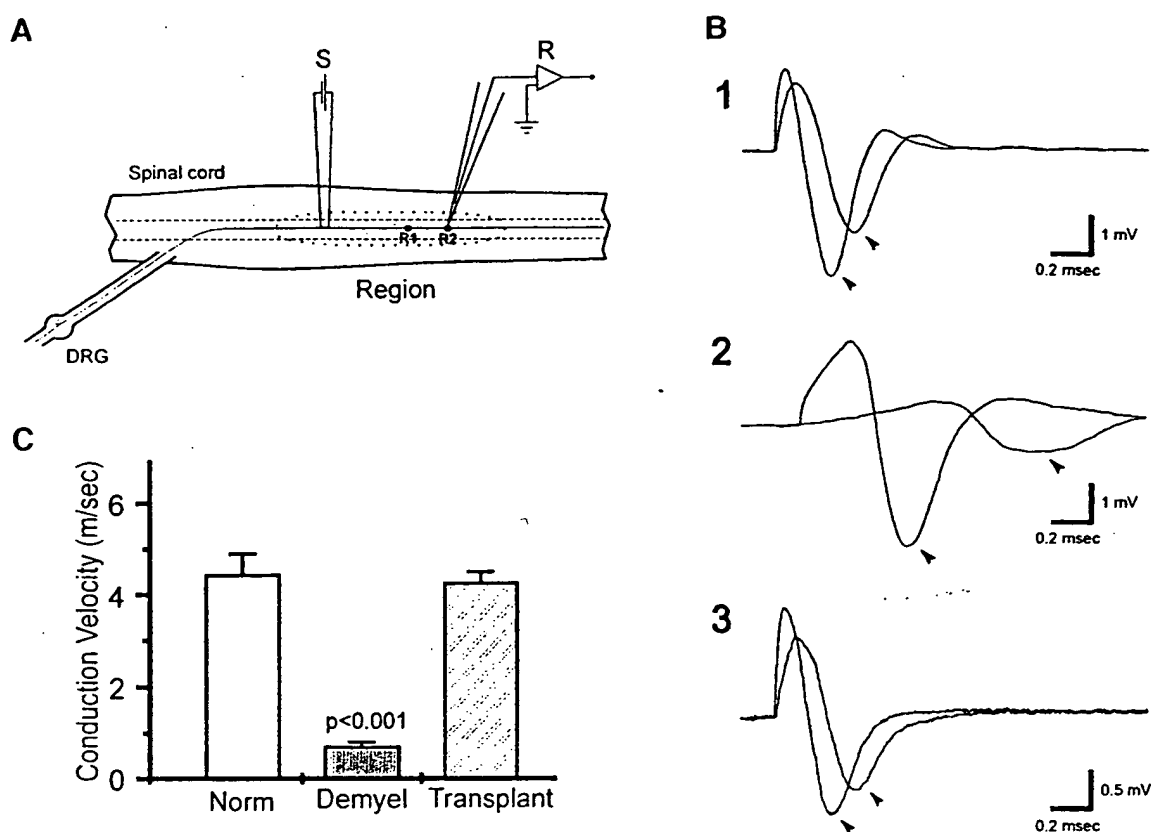 A
S
R
Spinal cord
R1 R2
Region
DRG
B
1
1 mV
0.2 msec
2
1 mV
0.2 msec
3
0.5 mV
0.2 msec
C
Conduction Velocity (m/sec)
6
4
2
0
p<0.001
Norm Demyel Transplant